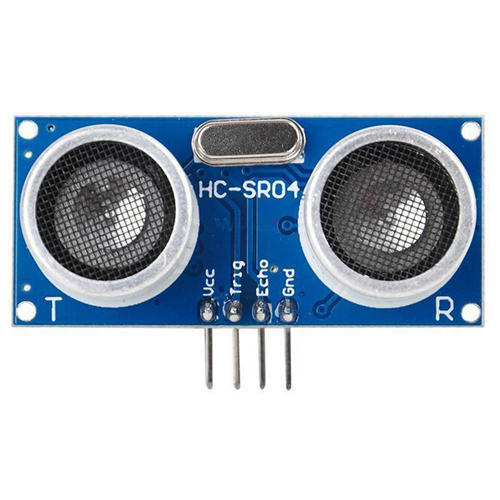 HC-SR04
Vcc
Trig
Echo
Gnd
T
R